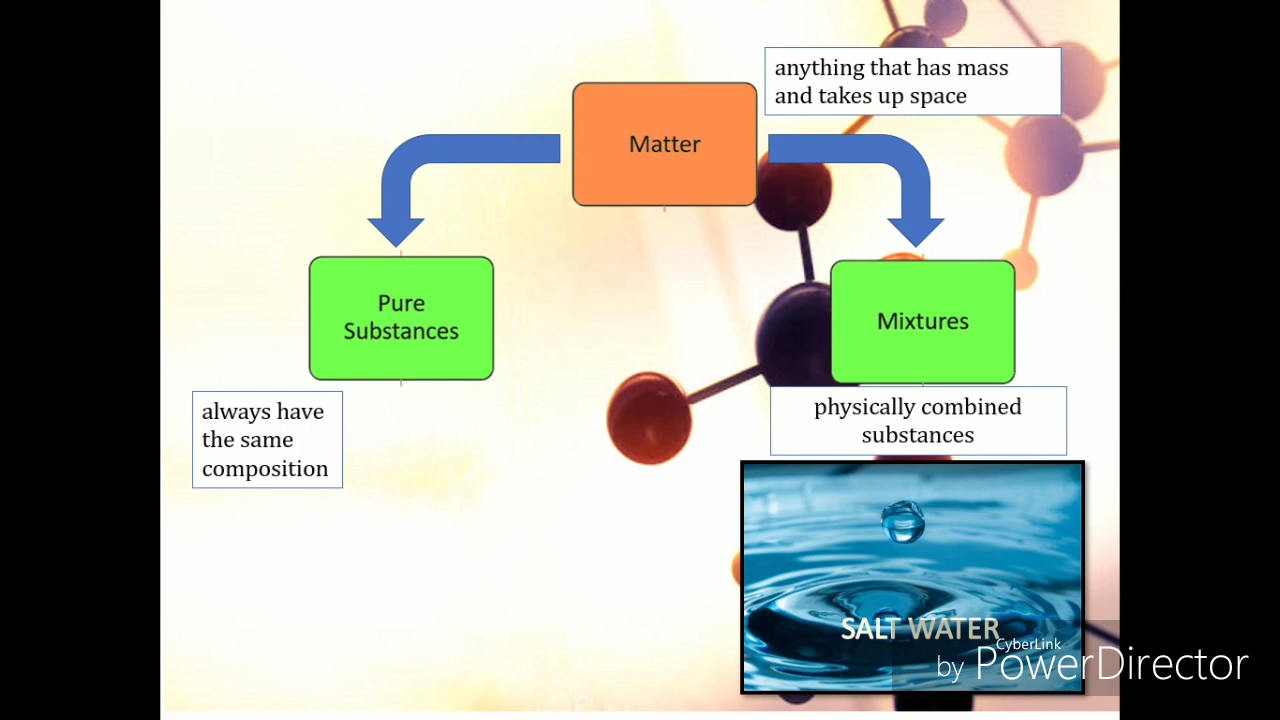 anything that has mass
and takes up space
Matter
Pure
Substances
Mixtures
always have
the same
composition
physically combined
substances
SALT WATER
CyberLink
by PowerDirector